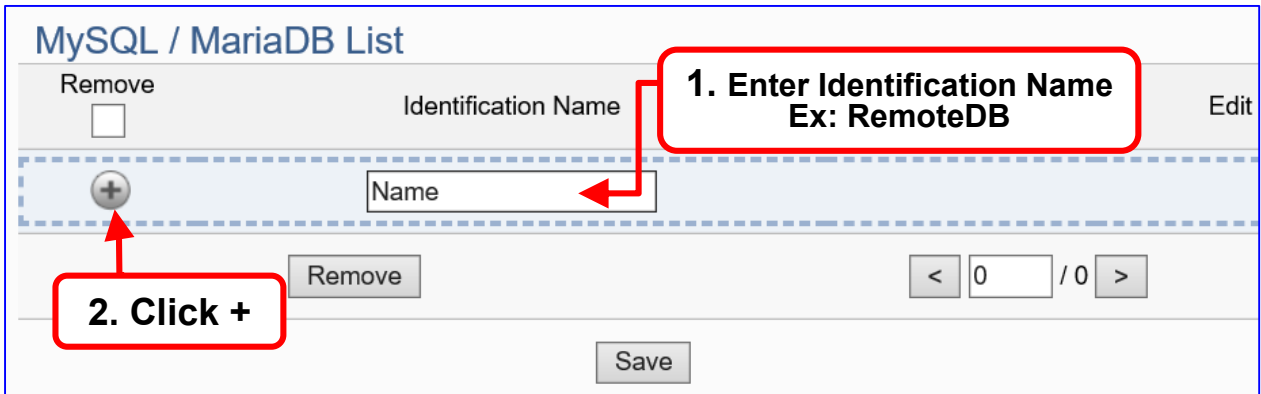 MySQL / MariaDB List
Remove
Identification Name
1. Enter Identification Name
Ex: RemoteDB
Edit
+
Name
Remove
< 0 / 0 >
2. Click +
Save